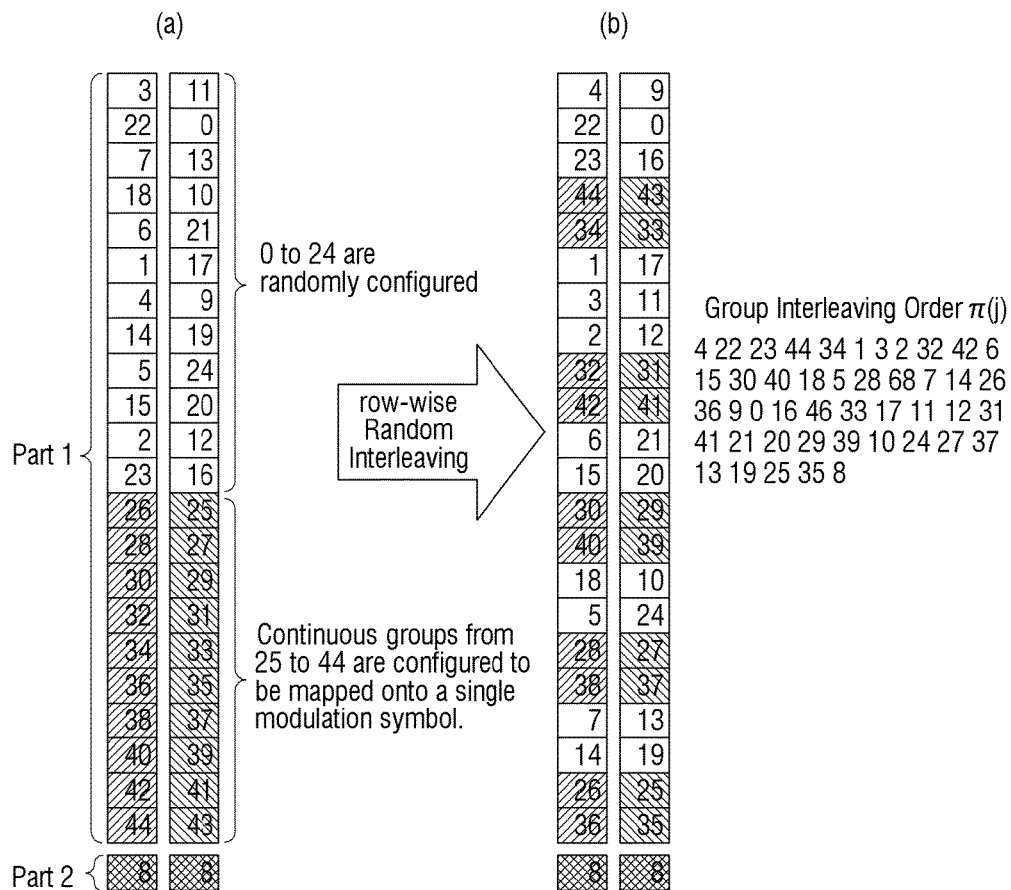 (a)
(b)
3 11
22 0
7 13
18 10
6 21
1 17
4 9
14 19
5 24
15 20
2 12
23 16
26 25
28 27
30 29
32 31
34 33
36 35
38 37
40 39
42 41
44 43
8 8
Part 1
Part 2
0 to 24 are
randomly configured
Continuous groups from
25 to 44 are configured to
be mapped onto a single
modulation symbol.
row-wise
Random
Interleaving
4 9
22 0
23 16
44 43
34 33
1 17
3 11
2 12
32 31
42 41
6 21
15 20
30 29
40 39
18 10
5 24
28 27
38 37
7 13
14 19
26 25
36 35
8 8
Group Interleaving Order π(j)
4 22 23 44 34 1 3 2 32 42 6
15 30 40 18 5 28 68 7 14 26
36 9 0 16 46 33 17 11 12 31
41 21 20 29 39 10 24 27 37
13 19 25 35 8